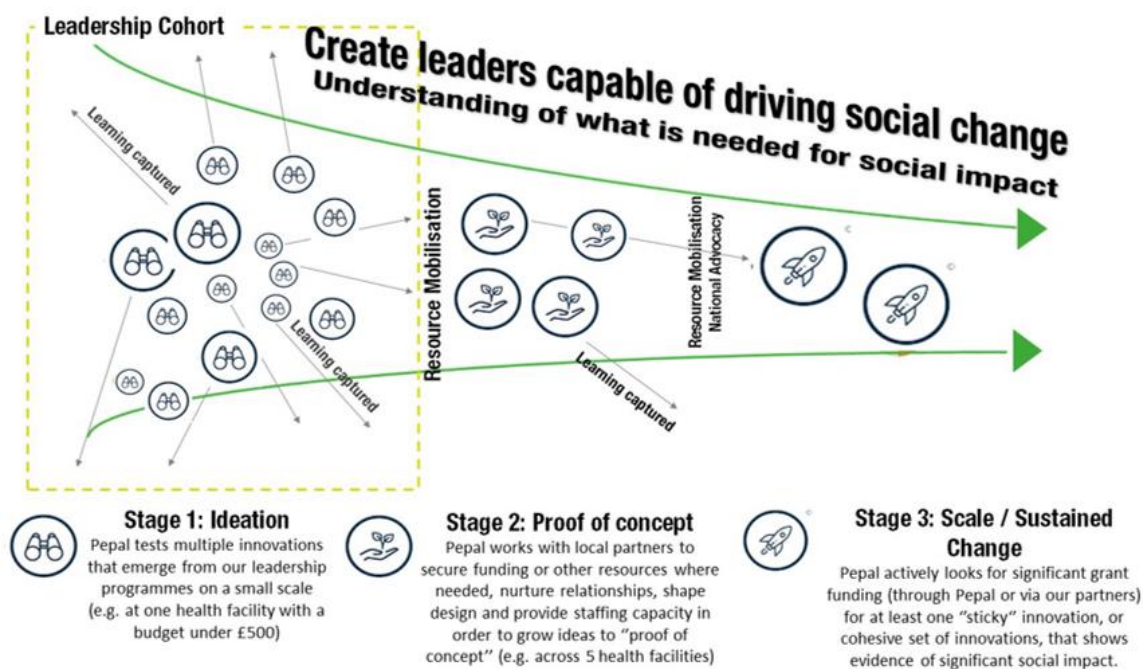 Leadership Cohort
Create leaders capable of driving social change
Understanding of what is needed for social impact
Learning captured
Learning captured
Resource Mobilisation
Learning captured
Resource Mobilisation
National Advocacy
©
©
Stage 1: Ideation
Pepal tests multiple innovations
that emerge from our leadership
programmes on a small scale
(e.g. at one health facility with a
budget under £500)
Stage 2: Proof of concept
Pepal works with local partners to
secure funding or other resources where
needed, nurture relationships, shape
design and provide staffing capacity in
order to grow ideas to “proof of
concept” (e.g. across 5 health facilities)
©
Stage 3: Scale / Sustained
Change
Pepal actively looks for significant grant
funding (through Pepal or via our partners)
for at least one “sticky” innovation, or
cohesive set of innovations, that shows
evidence of significant social impact.